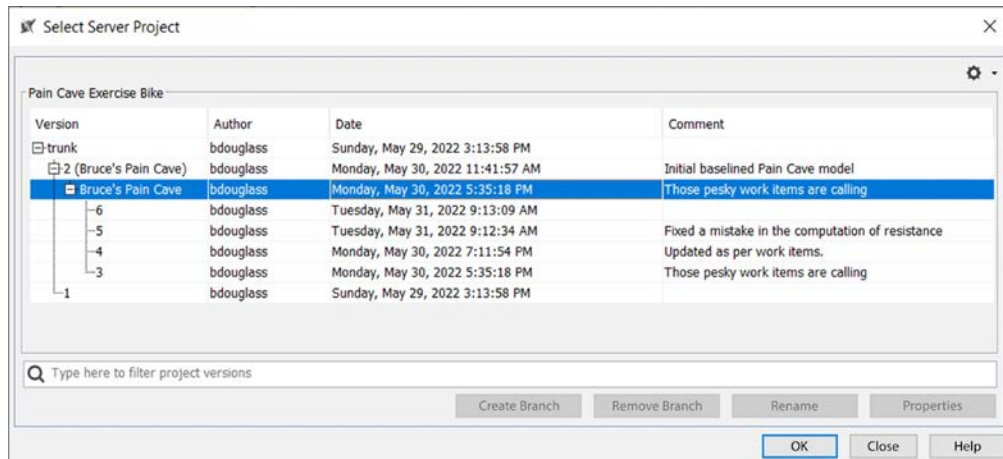 Select Server Project
Pain Cave Exercise Bike
Version Author Date Comment
trunk bdouglass Sunday, May 29, 2022 3:13:58 PM
2 (Bruce's Pain Cave) bdouglass Monday, May 30, 2022 11:41:57 AM Initial baselined Pain Cave model
Bruce's Pain Cave bdouglass Monday, May 30, 2022 5:35:18 PM Those pesky work items are calling
6 bdouglass Tuesday, May 31, 2022 9:13:09 AM
5 bdouglass Tuesday, May 31, 2022 9:12:34 AM Fixed a mistake in the computation of resistance
4 bdouglass Monday, May 30, 2022 7:11:54 PM Updated as per work items.
3 bdouglass Monday, May 30, 2022 5:35:18 PM Those pesky work items are calling
1 bdouglass Sunday, May 29, 2022 3:13:58 PM
Type here to filter project versions
Create Branch Remove Branch Rename Properties
OK Close Help